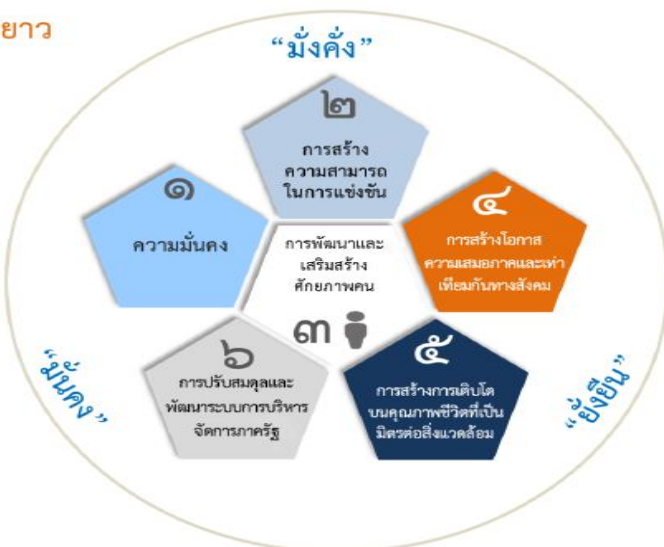 ยาว
“มั่งคั่ง”
๒
การสร้าง
ความสามารถ
ในการแข่งขัน
๑
ความมั่นคง
๔
การสร้างโอกาส
ความเสมอภาคและเท่า
เทียมกันทางสังคม
การพัฒนาและ
เสริมสร้าง
ศักยภาพคน
๓
๖
การปรับสมดุลและ
พัฒนาระบบการบริหาร
จัดการภาครัฐ
๕
การสร้างการเติบโต
บนคุณภาพชีวิตที่เป็น
มิตรต่อสิ่งแวดล้อม
“มั่นคง”
“ยั่งยืน”